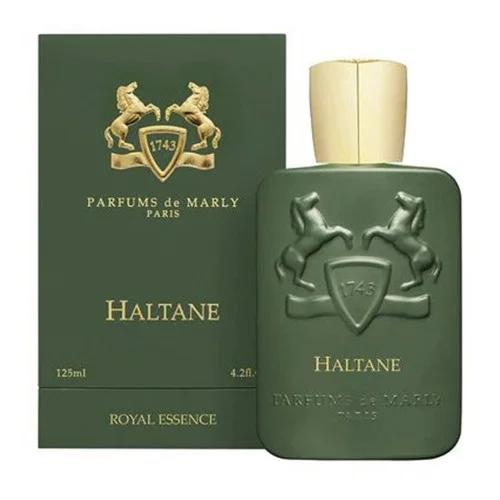 1743
PARFUMS de MARLY
PARIS
HALTANE
125ml
4.2fl.
ROYAL ESSENCE
1743
HALTANE
PARFUMS de MARLY
PARIS